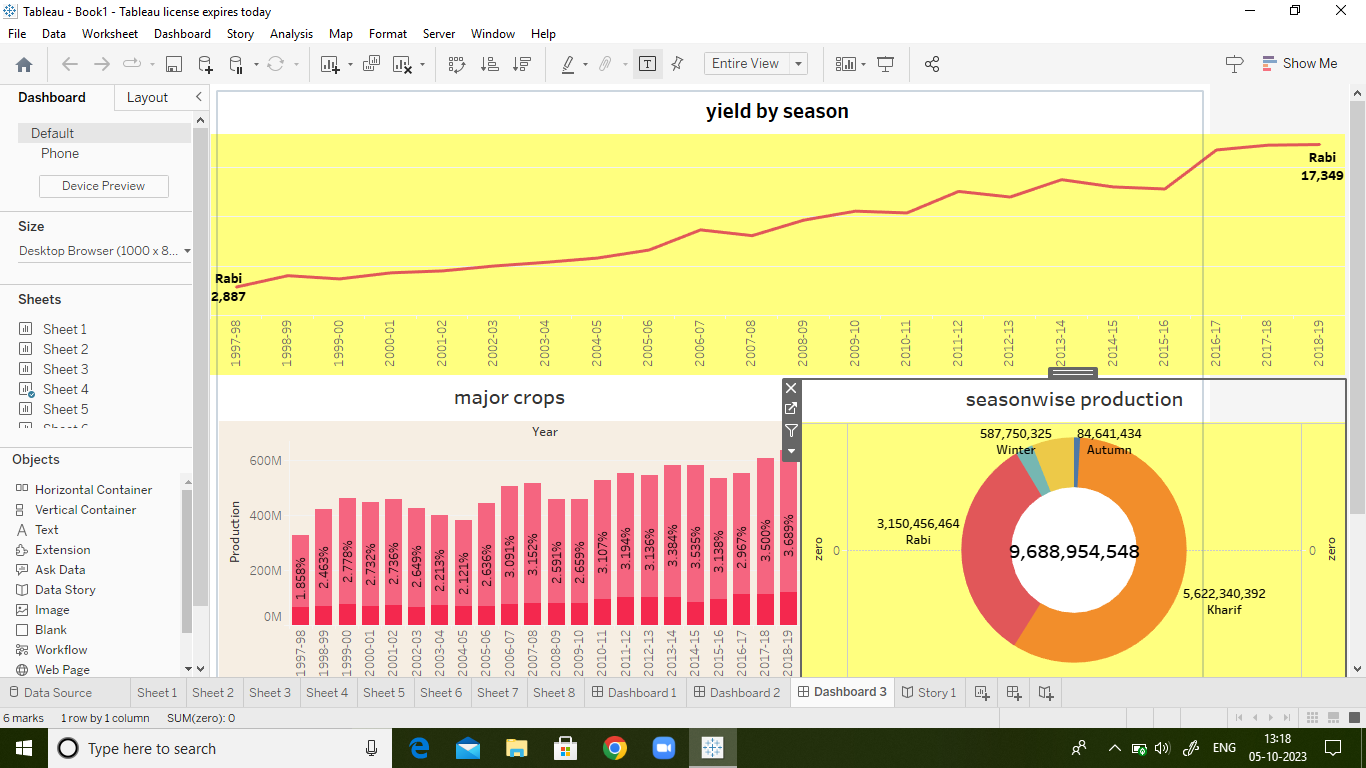 Tableau - Book1 - Tableau license expires today
File Data Worksheet Dashboard Story Analysis Map Format Server Window Help
Entire View
Show Me
Dashboard Layout
Default
Phone
Device Preview
Size
Desktop Browser (1000 x 8...
Sheets
Sheet 1
Sheet 2
Sheet 3
Sheet 4
Sheet 5
Objects
Horizontal Container
Vertical Container
Text
Extension
Ask Data
Data Story
Image
Blank
Workflow
Web Page
yield by season
Rabi
2,887
Rabi
17,349
1997-98 1998-99 1999-00 2000-01 2001-02 2002-03 2003-04 2004-05 2005-06 2006-07 2007-08 2008-09 2009-10 2010-11 2011-12 2012-13 2013-14 2014-15 2015-16 2016-17 2017-18 2018-19
major crops
Year
Production
600M
400M
200M
0M
1.858% 2.463% 2.778% 2.732% 2.736% 2.649% 2.213% 2.121% 2.636% 3.091% 3.152% 2.591% 2.659% 3.107% 3.194% 3.136% 3.384% 3.535% 3.138% 2.967% 3.500% 3.689%
1997-98 1998-99 1999-00 2000-01 2001-02 2002-03 2003-04 2004-05 2005-06 2006-07 2007-08 2008-09 2009-10 2010-11 2011-12 2012-13 2013-14 2014-15 2015-16 2016-17 2017-18 2018-19
seasonwise production
587,750,325
Winter
84,641,434
Autumn
3,150,456,464
Rabi
9,688,954,548
5,622,340,392
Kharif
zero
0
0
zero
Data Source Sheet 1 Sheet 2 Sheet 3 Sheet 4 Sheet 5 Sheet 6 Sheet 7 Sheet 8 Dashboard 1 Dashboard 2 Dashboard 3 Story 1
6 marks 1 row by 1 column SUM(zero): 0
Type here to search
ENG
13:18
05-10-2023